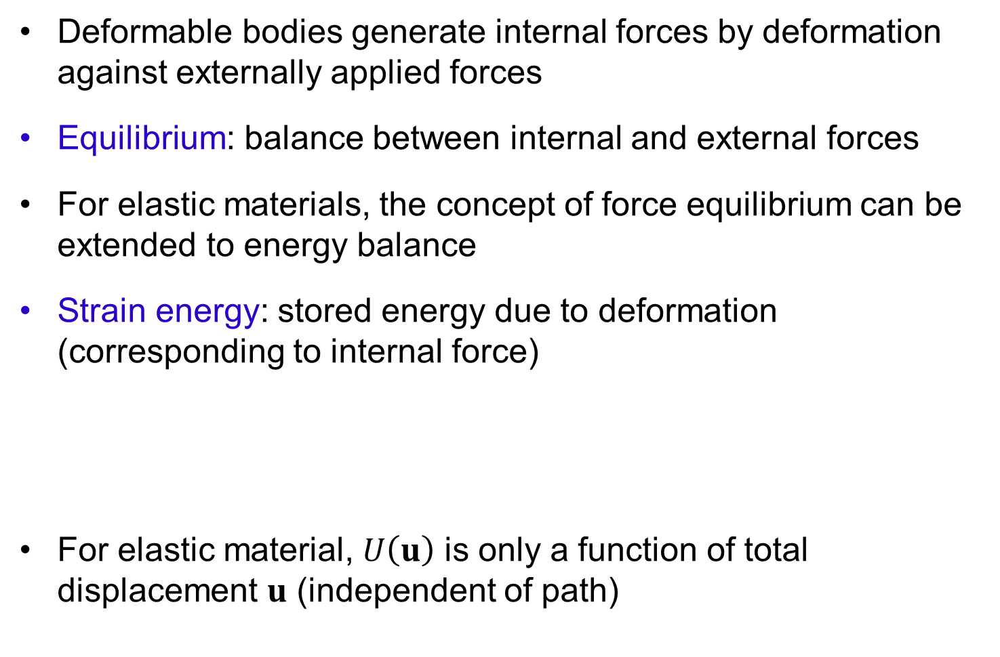 • Deformable bodies generate internal forces by deformation
against externally applied forces
• Equilibrium: balance between internal and external forces
• For elastic materials, the concept of force equilibrium can be
extended to energy balance
• Strain energy: stored energy due to deformation
(corresponding to internal force)
• For elastic material, U(u) is only a function of total
displacement u (independent of path)